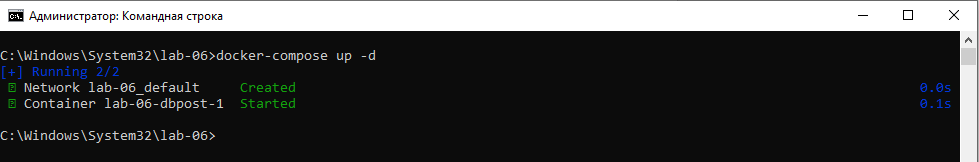 Администратор: Командная строка
C:\Windows\System32\lab-06>docker-compose up -d
[+] Running 2/2
Network lab-06_default Created 0.0s
Container lab-06-dbpost-1 Started 0.1s
C:\Windows\System32\lab-06>